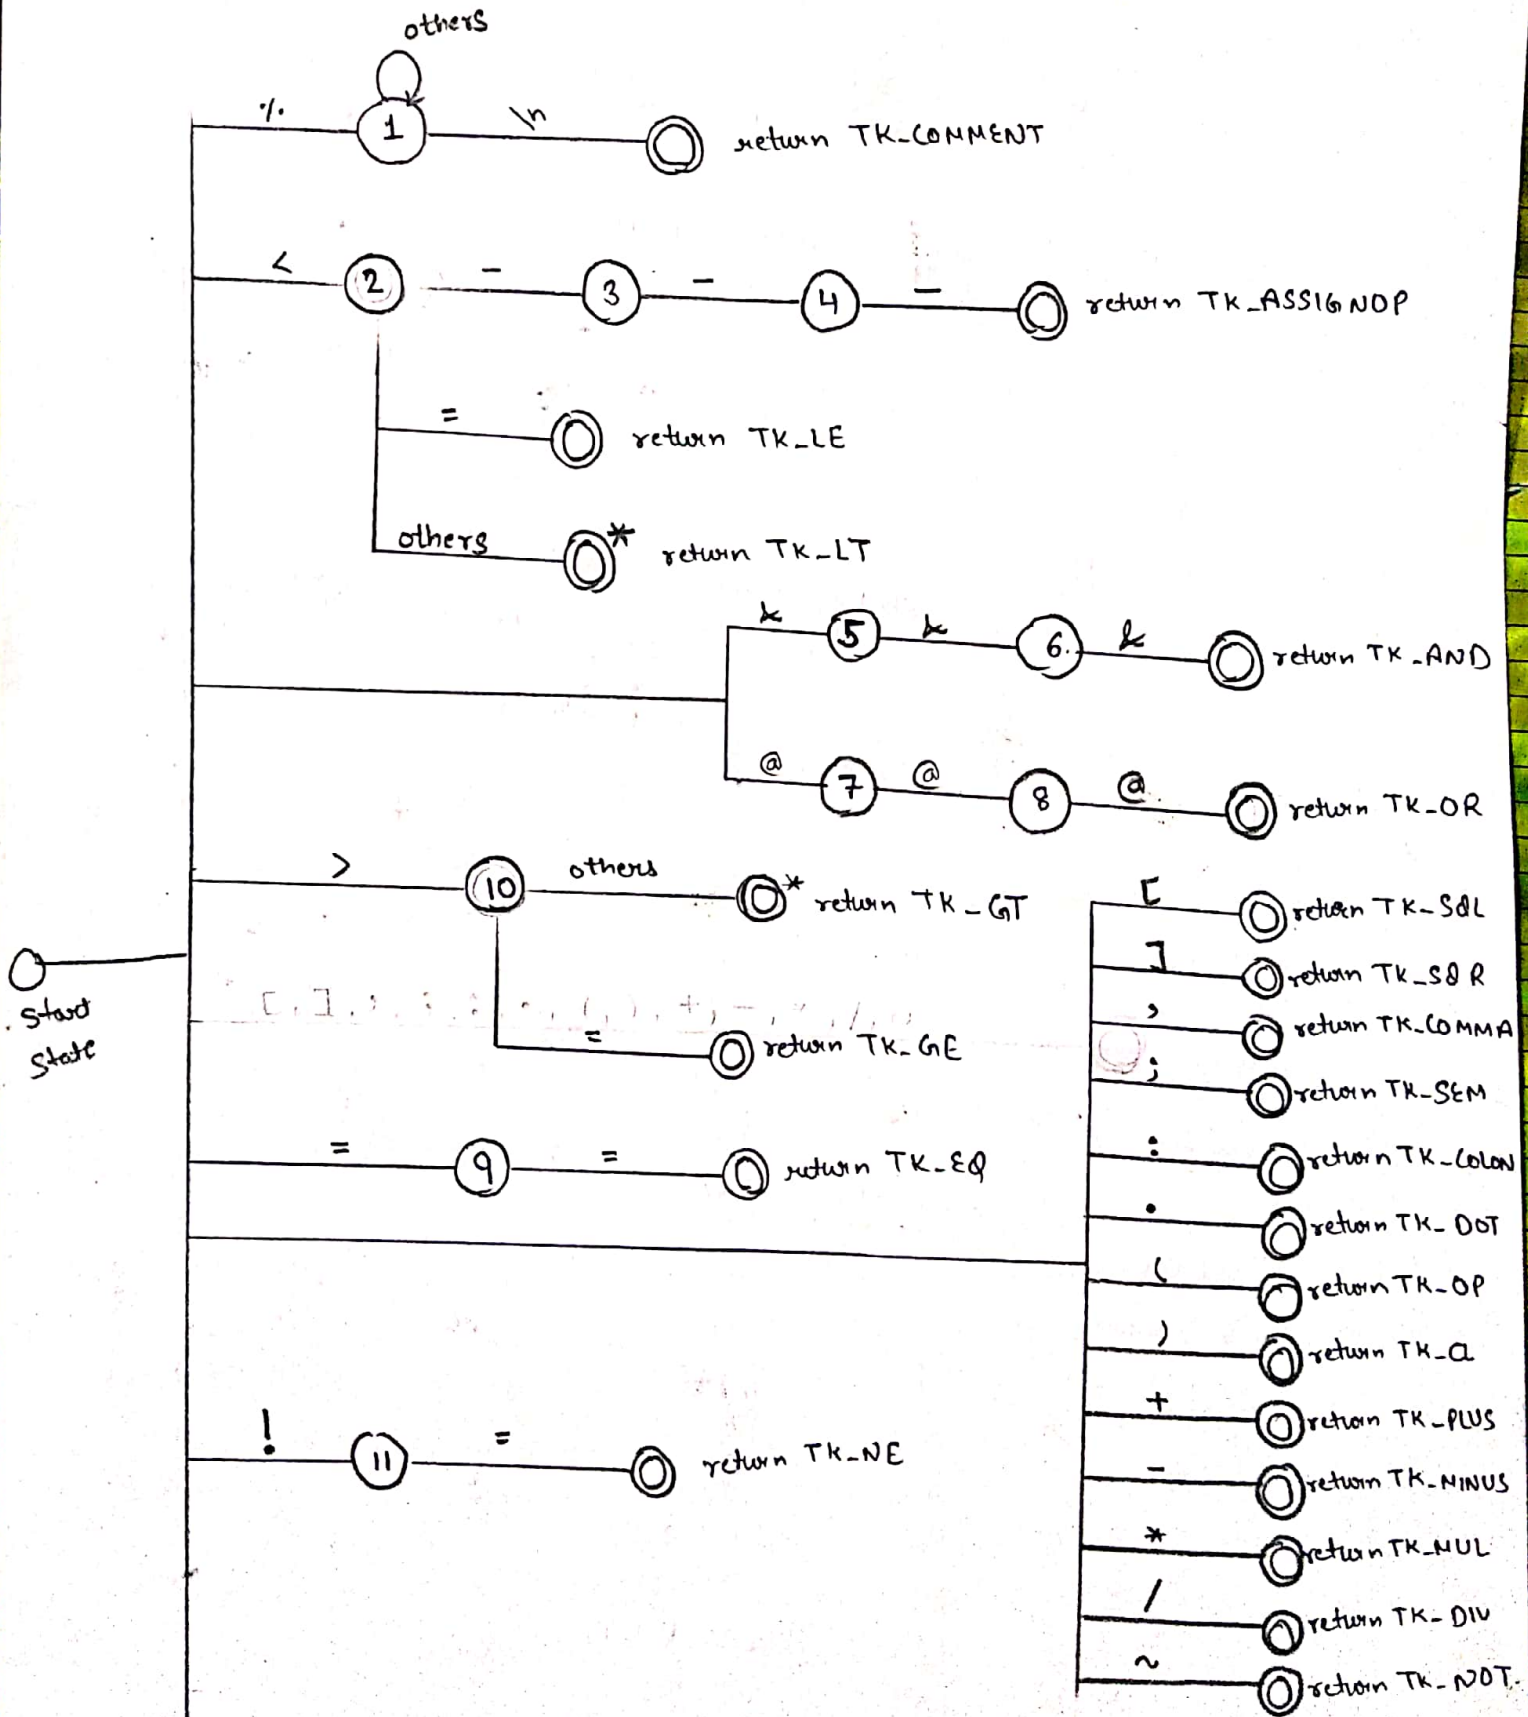 others
% 1 \n return TK_COMMENT
< 2 - 3 - 4 - return TK_ASSIGNOP
= return TK_LE
others * return TK_LT
& 5 & 6. & return TK_AND
@ 7 @ 8 @ return TK_OR
> 10 others * return TK_GT
= return TK_GE
start
state
= 9 = return TK_EQ
! 11 = return TK_NE
[ return TK_SQL
] return TK_SQR
, return TK_COMMA
; return TK_SEM
: return TK_COLON
. return TK_DOT
( return TK_OP
) return TK_CL
+ return TK_PLUS
- return TK_MINUS
* return TK_MUL
/ return TK_DIV
~ return TK_NOT.